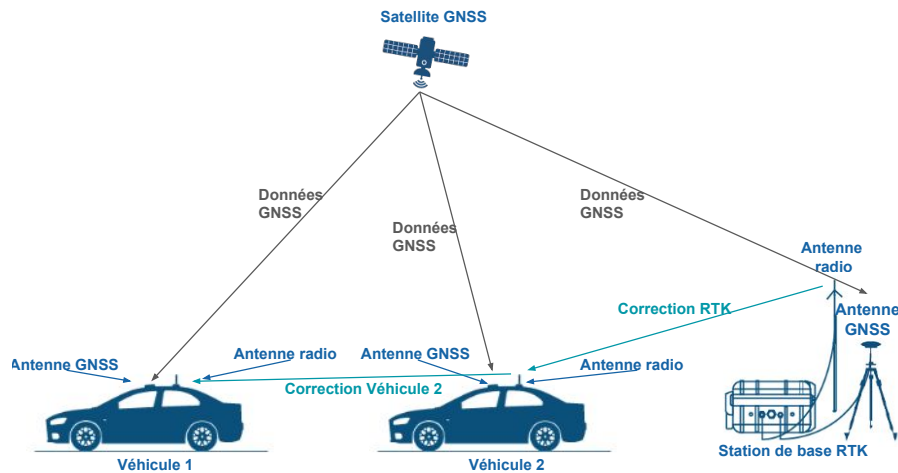 Satellite GNSS
Données
GNSS
Données
GNSS
Données
GNSS
Antenne
radio
Correction RTK
Antenne
GNSS
Antenne GNSS
Antenne radio
Antenne GNSS
Antenne radio
Correction Véhicule 2
Station de base RTK
Véhicule 1
Véhicule 2